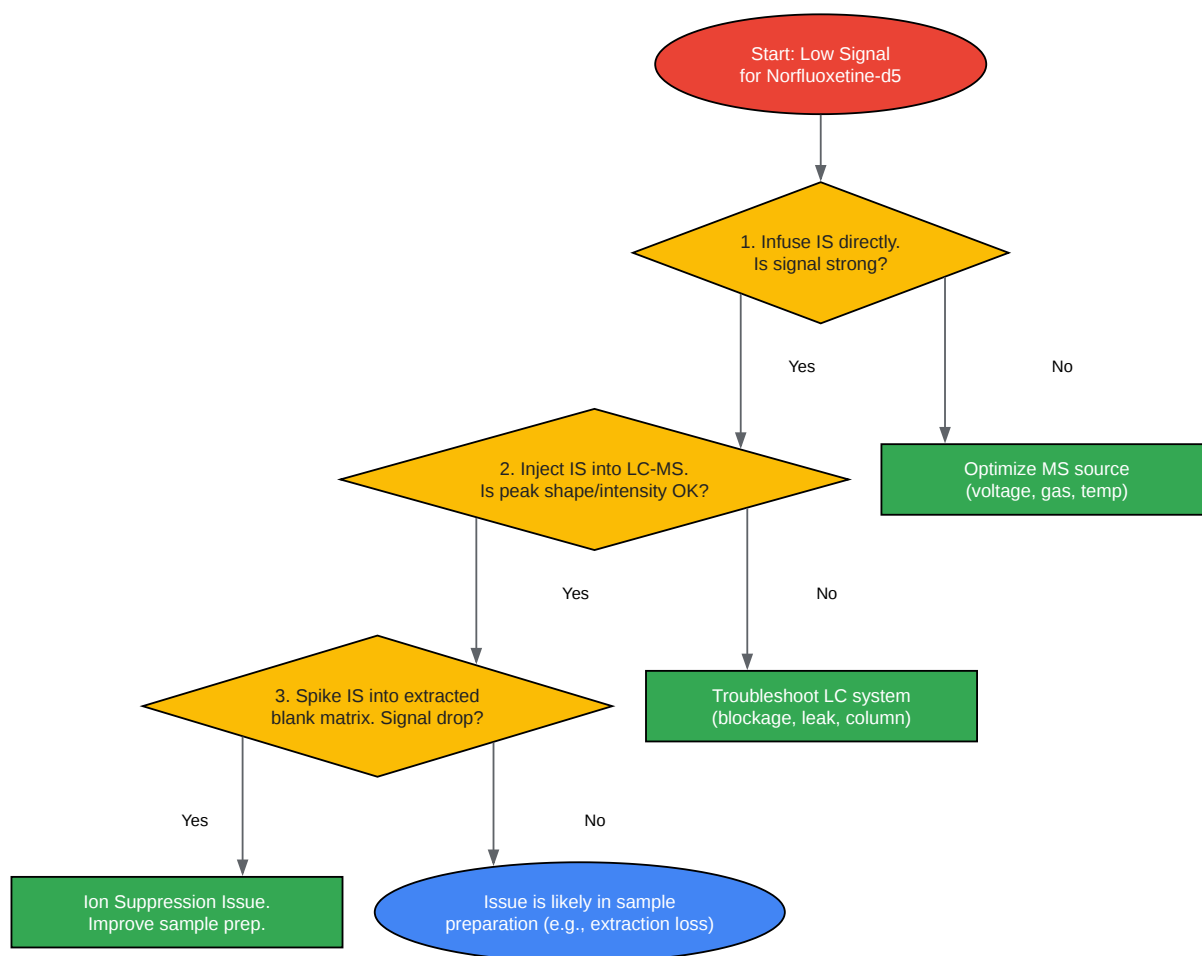 Start: Low Signal
for Norfluoxetine-d5
1. Infuse IS directly.
Is signal strong?
Yes
No
2. Inject IS into LC-MS.
Is peak shape/intensity OK?
Optimize MS source
(voltage, gas, temp)
Yes
No
3. Spike IS into extracted
blank matrix. Signal drop?
Troubleshoot LC system
(blockage, leak, column)
Yes
No
Ion Suppression Issue.
Improve sample prep.
Issue is likely in sample
preparation (e.g., extraction loss)